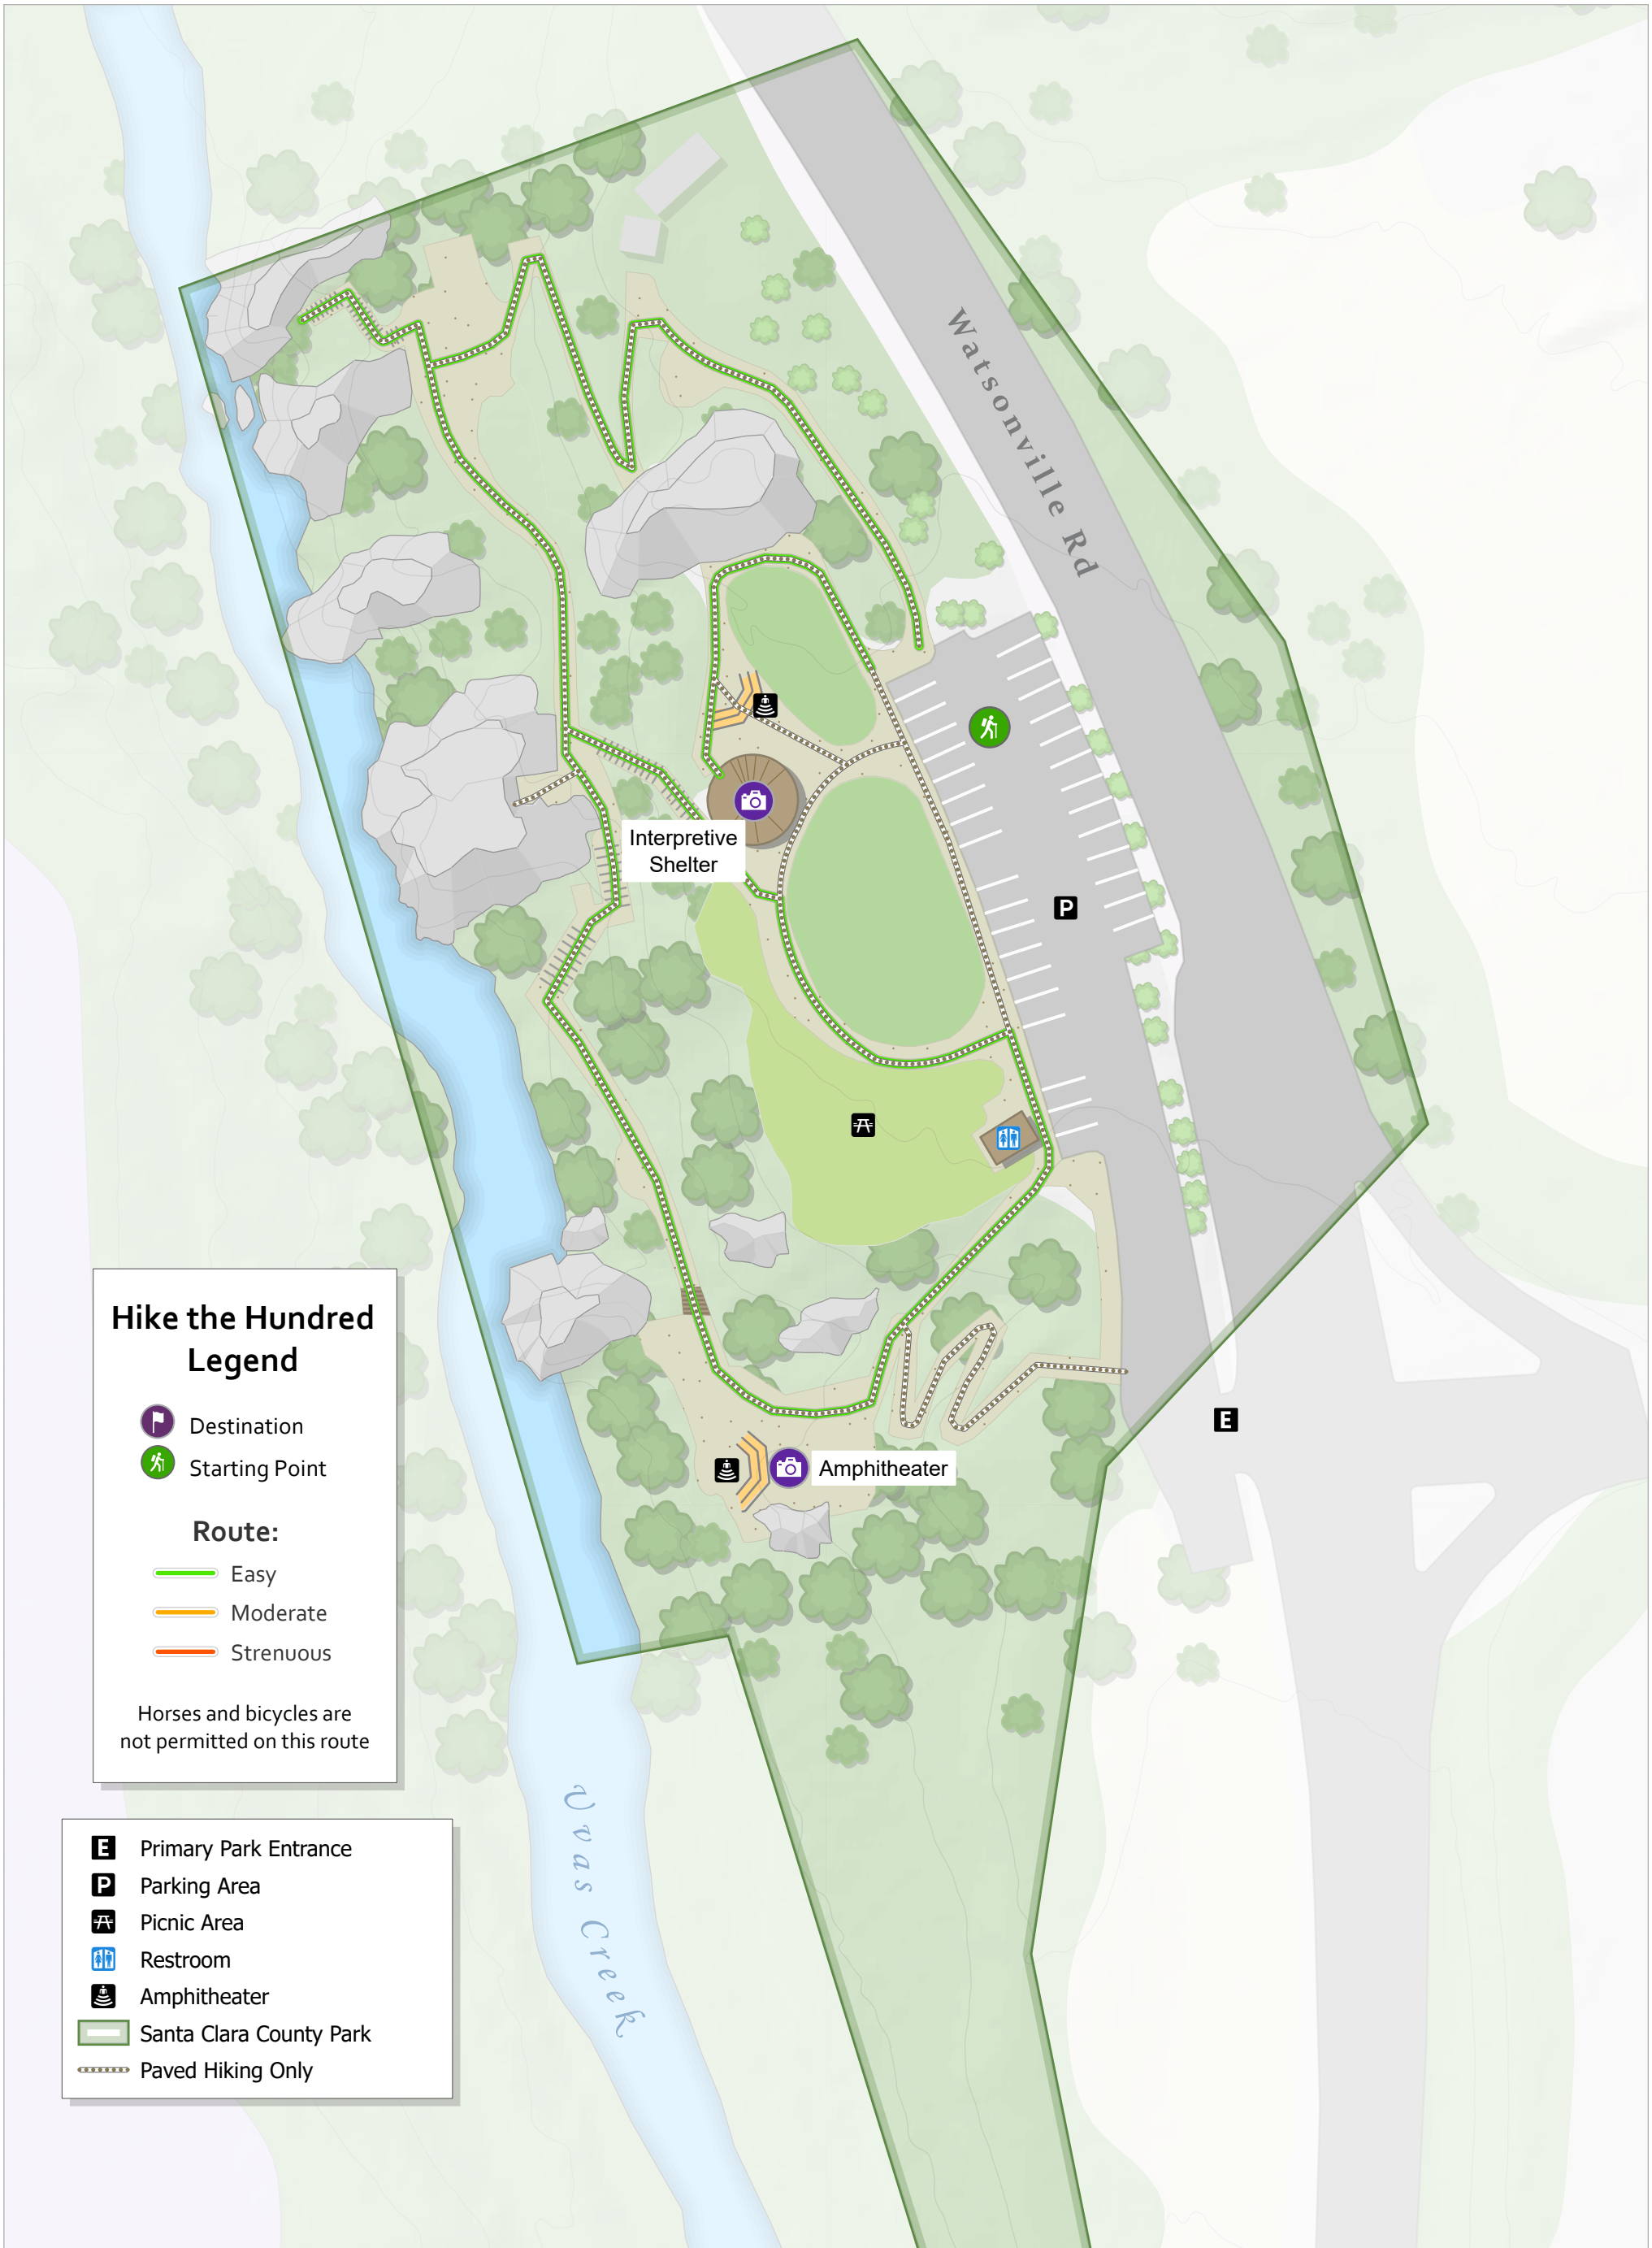 Watsonville Rd
P
Interpretive
Shelter
E
Amphitheater
Hike the Hundred
Legend
Destination
Starting Point
Route:
Easy
Moderate
Strenuous
Horses and bicycles are
not permitted on this route
Uvas Creek
E Primary Park Entrance
P Parking Area
Picnic Area
Restroom
Amphitheater
Santa Clara County Park
Paved Hiking Only